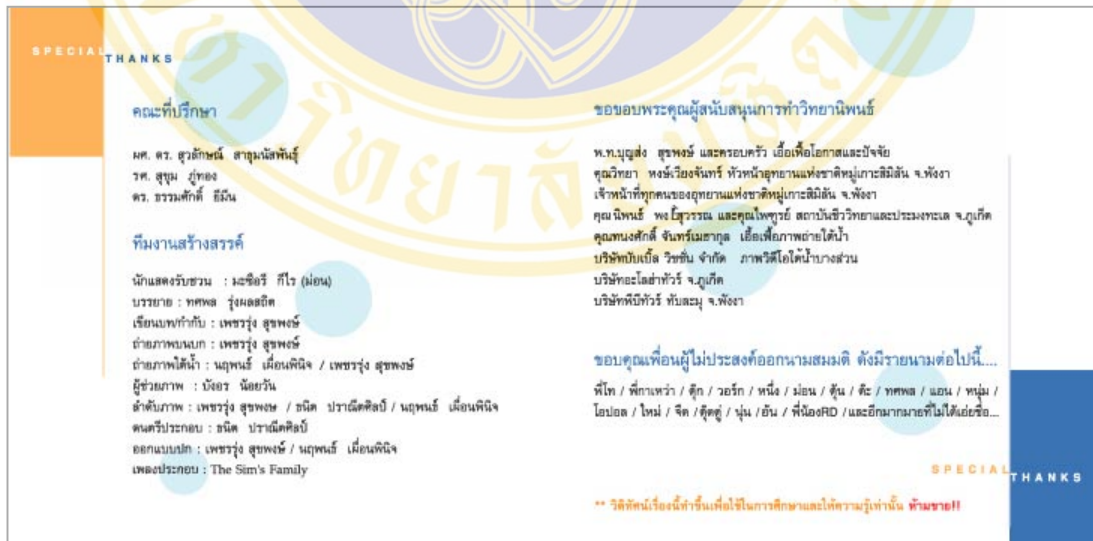 SPECIAL THANKS
คณะที่ปรึกษา
ผศ. ดร. สุวลักษณ์ สาธุมนัสพันธุ์
รศ. สุขุม ภู่ทอง
ดร. ธรรมศักดิ์ ยีมีน
ทีมงานสร้างสรรค์
นักแสดงรับชวน : มะซือรี กีไร (ม่อน)
บรรยาย : ทศพล รุ่งผลสถิต
เขียนบท/กำกับ : เพชรรุ่ง สุขพงษ์
ถ่ายภาพบนบก : เพชรรุ่ง สุขพงษ์
ถ่ายภาพใต้น้ำ : นฤพนธ์ เผื่อนพินิจ / เพชรรุ่ง สุขพงษ์
ผู้ช่วยภาพ : บังอร น้อยวัน
ลำดับภาพ : เพชรรุ่ง สุขพงษ / ธนิต ปราณีตศิลป์ / นฤพนธ์ เผื่อนพินิจ
ดนตรีประกอบ : ธนิต ปราณีตศิลป์
ออกแบบปก : เพชรรุ่ง สุขพงษ์ / นฤพนธ์ เผื่อนพินิจ
เพลงประกอบ : The Sim's Family
ขอขอบพระคุณผู้สนับสนุนการทำวิทยานิพนธ์
พ.ท.บุญส่ง สุขพงษ์ และครอบครัว เอื้อเพื้อโอกาสและปัจจัย
คุณวิทยา หงษ์เวียงจันทร์ หัวหน้าอุทยานแห่งชาติหมู่เกาะสิมิลัน จ.พังงา
เจ้าหน้าที่ทุกคนของอุทยานแห่งชาติหมู่เกาะสิมิลัน จ.พังงา
คุณนิพนธ์ และคุณไพฑูรย์ สถาบันชีววิทยาและประมงทะเล จ.ภูเก็ต
คุณทนงศักดิ์ จันทร์เมธากุล เอื้อเพื่อภาพถ่ายใต้น้ำ
บริษัทบับเบิ้ล วิชชั่น จำกัด ภาพวิดีโอใต้น้ำบางส่วน
บริษัทอะโลฮ่าทัวร์ จ.ภูเก็ต
บริษัทพีบีทัวร์ ทับละมุ จ.พังงา
ขอบคุณเพื่อนผู้ไม่ประสงค์ออกนามสมมติ ดังมีรายนามต่อไปนี้....
พี่โท / พี่กาเหว่า / ตุ๊ก / วอร์ก / หนึ่ง / ม่อน / ตุ้น / ต๊ะ / ทศพล / แอน / หนุ่ม /
โอปอล / ใหม่ / จีด /ตุ๊ดตู่ / นุ่น /อัน / พี่น้องRD /และอีกมากมายที่ไม่ได้เอ่ยชื่อ...
SPECIAL THANKS
** วิดีทัศน์เรื่องนี้ทำขึ้นเพื่อใช้ในการศึกษาและให้ความรู้เท่านั้น ห้ามขาย!!